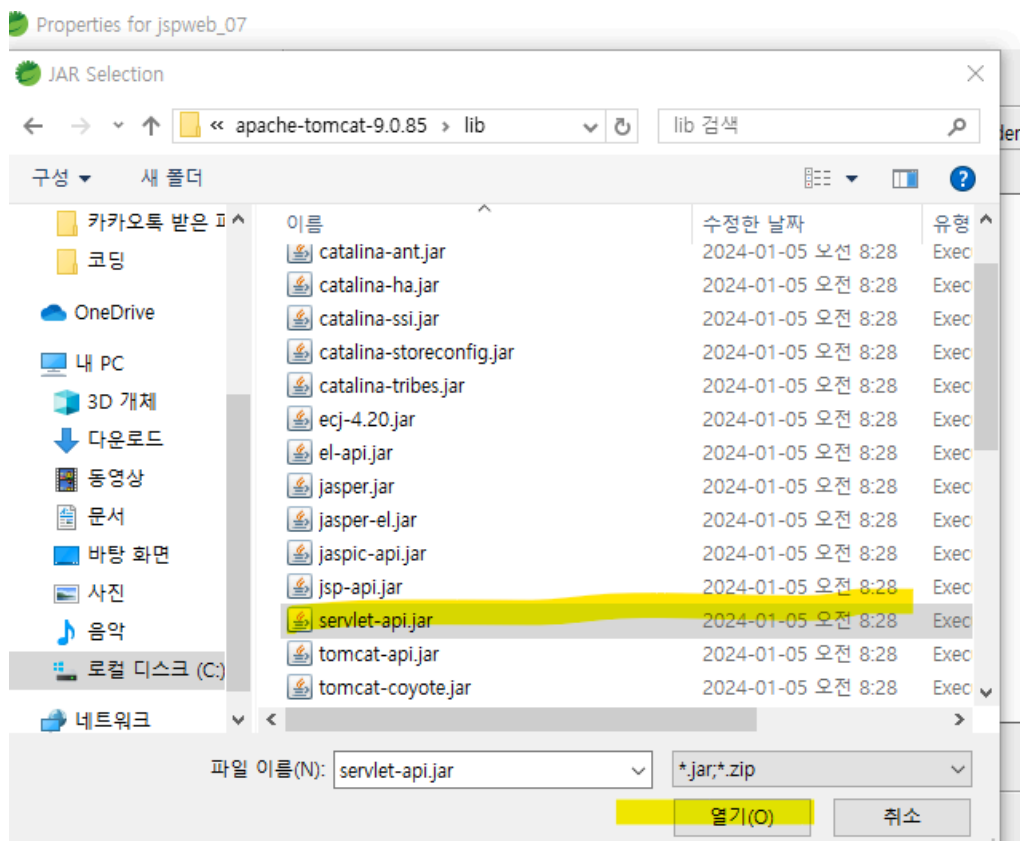 Properties for jspweb_07
JAR Selection
« apache-tomcat-9.0.85 › lib
lib 검색
구성
새 폴더
카카오톡 받은
코딩
OneDrive
내 PC
3D 개체
다운로드
동영상
문서
바탕 화면
사진
음악
로컬 디스크 (C:)
네트워크
이름 수정한 날짜 유형
catalina-ant.jar 2024-01-05 오전 8:28 Exec
catalina-ha.jar 2024-01-05 오전 8:28 Exec
catalina-ssi.jar 2024-01-05 오전 8:28 Exec
catalina-storeconfig.jar 2024-01-05 오전 8:28 Exec
catalina-tribes.jar 2024-01-05 오전 8:28 Exec
ecj-4.20.jar 2024-01-05 오전 8:28 Exec
el-api.jar 2024-01-05 오전 8:28 Exec
jasper.jar 2024-01-05 오전 8:28 Exec
jasper-el.jar 2024-01-05 오전 8:28 Exec
jaspic-api.jar 2024-01-05 오전 8:28 Exec
jsp-api.jar 2024-01-05 오전 8:28 Exec
servlet-api.jar 2024-01-05 오전 8:28 Exec
tomcat-api.jar 2024-01-05 오전 8:28 Exec
tomcat-coyote.jar 2024-01-05 오전 8:28 Exec
파일 이름(N): servlet-api.jar
*.jar;*.zip
열기(O)
취소